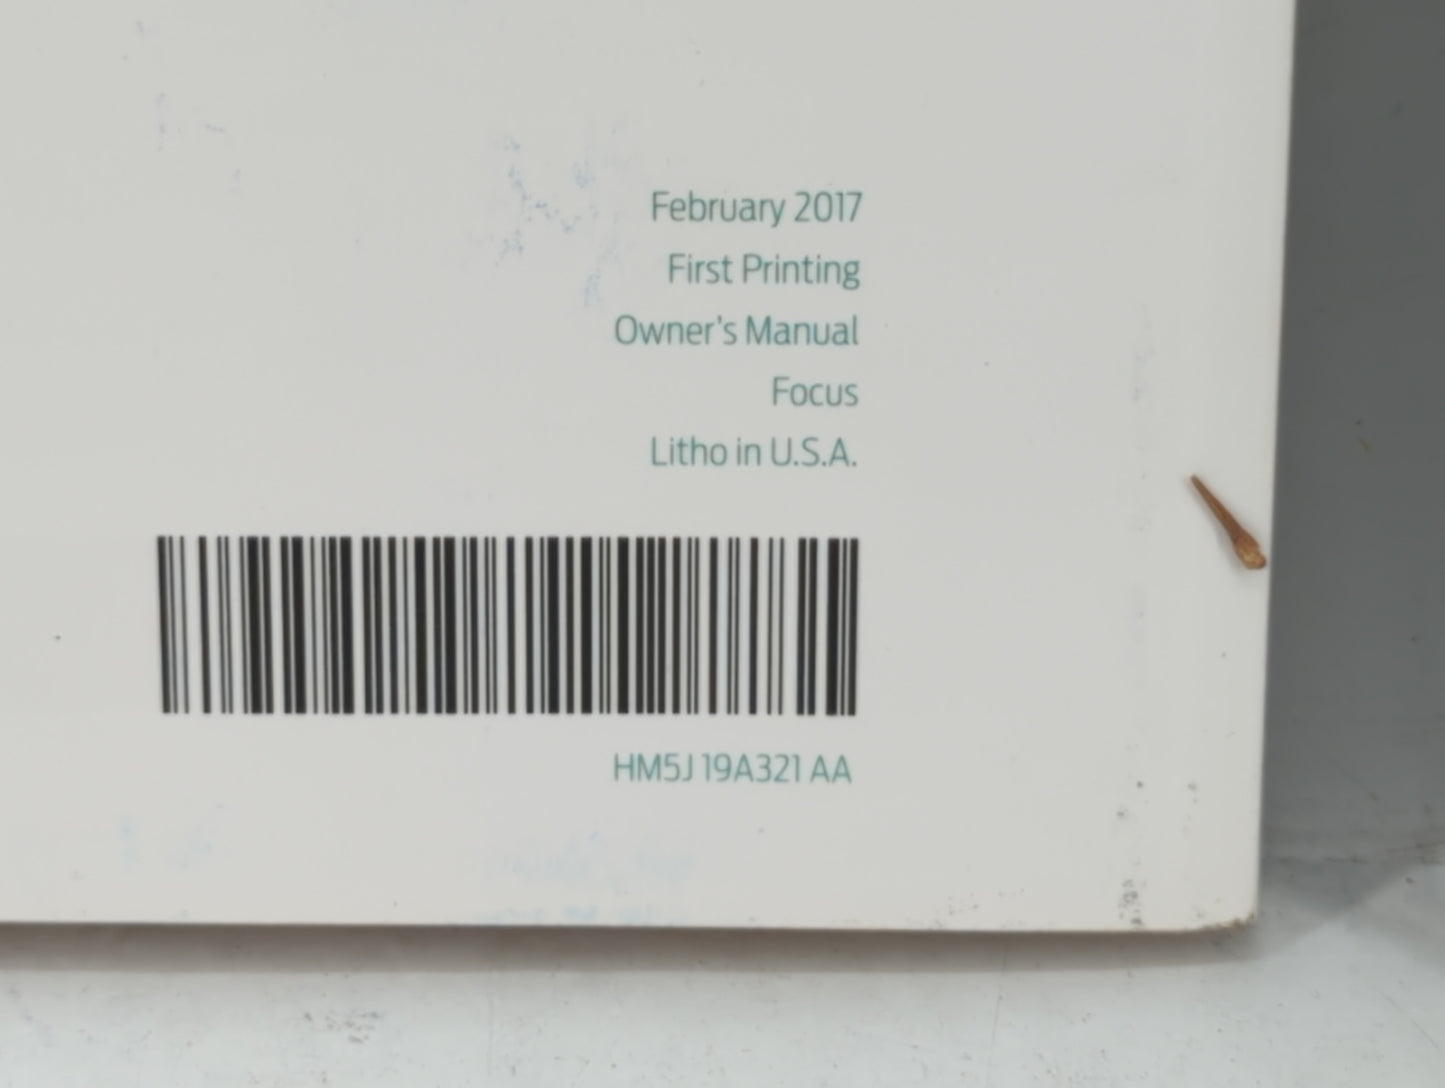 February 2017
First Printing
Owner's Manual
Focus
Litho in U.S.A.
HM5J 19A321 AA